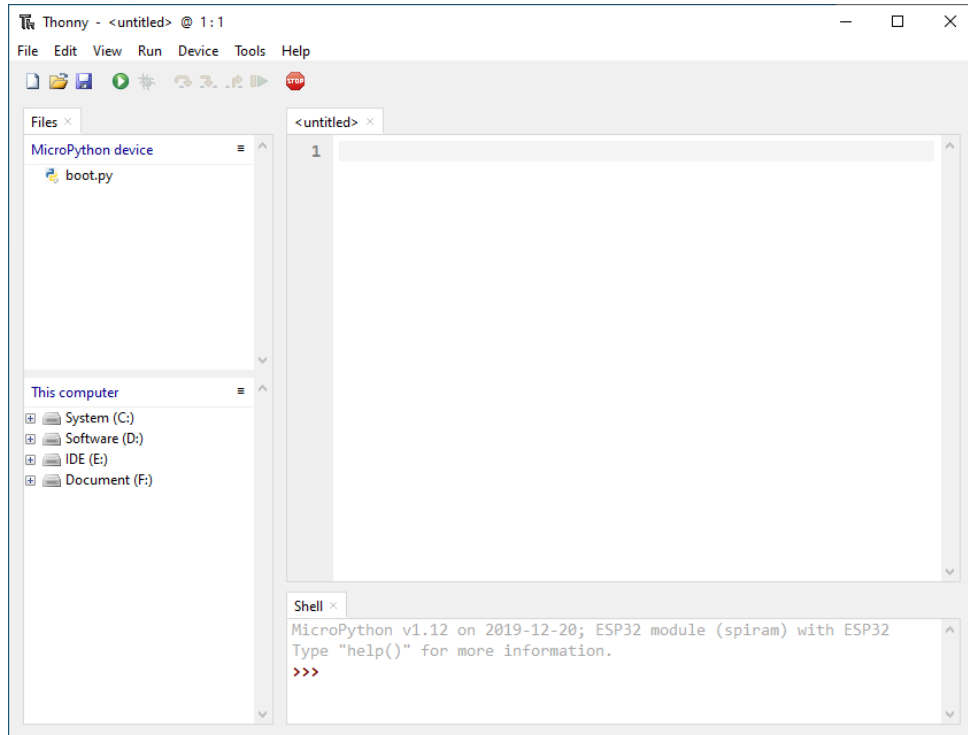 Thonny - <untitled> @ 1:1
File Edit View Run Device Tools Help
STOP
Files
MicroPython device
boot.py
This computer
System (C:)
Software (D:)
IDE (E:)
Document (F:)
<untitled>
1
Shell
MicroPython v1.12 on 2019-12-20; ESP32 module (spiram) with ESP32
Type "help()" for more information.
>>>